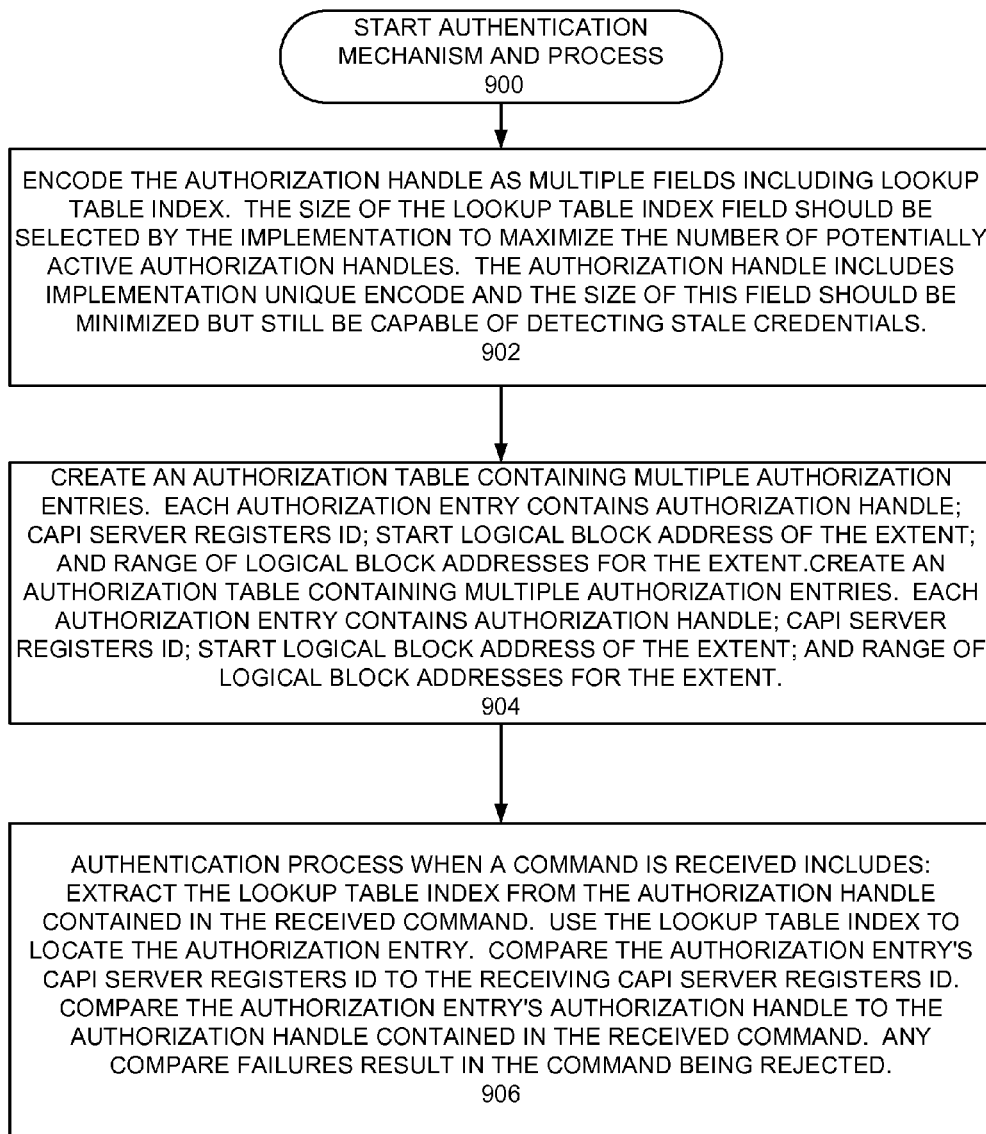 START AUTHENTICATION
MECHANISM AND PROCESS
900
ENCODE THE AUTHORIZATION HANDLE AS MULTIPLE FIELDS INCLUDING LOOKUP
TABLE INDEX. THE SIZE OF THE LOOKUP TABLE INDEX FIELD SHOULD BE
SELECTED BY THE IMPLEMENTATION TO MAXIMIZE THE NUMBER OF POTENTIALLY
ACTIVE AUTHORIZATION HANDLES. THE AUTHORIZATION HANDLE INCLUDES
IMPLEMENTATION UNIQUE ENCODE AND THE SIZE OF THIS FIELD SHOULD BE
MINIMIZED BUT STILL BE CAPABLE OF DETECTING STALE CREDENTIALS.
902
CREATE AN AUTHORIZATION TABLE CONTAINING MULTIPLE AUTHORIZATION
ENTRIES. EACH AUTHORIZATION ENTRY CONTAINS AUTHORIZATION HANDLE;
CAPI SERVER REGISTERS ID; START LOGICAL BLOCK ADDRESS OF THE EXTENT;
AND RANGE OF LOGICAL BLOCK ADDRESSES FOR THE EXTENT.CREATE AN
AUTHORIZATION TABLE CONTAINING MULTIPLE AUTHORIZATION ENTRIES. EACH
AUTHORIZATION ENTRY CONTAINS AUTHORIZATION HANDLE; CAPI SERVER
REGISTERS ID; START LOGICAL BLOCK ADDRESS OF THE EXTENT; AND RANGE OF
LOGICAL BLOCK ADDRESSES FOR THE EXTENT.
904
AUTHENTICATION PROCESS WHEN A COMMAND IS RECEIVED INCLUDES:
EXTRACT THE LOOKUP TABLE INDEX FROM THE AUTHORIZATION HANDLE
CONTAINED IN THE RECEIVED COMMAND. USE THE LOOKUP TABLE INDEX TO
LOCATE THE AUTHORIZATION ENTRY. COMPARE THE AUTHORIZATION ENTRY'S
CAPI SERVER REGISTERS ID TO THE RECEIVING CAPI SERVER REGISTERS ID.
COMPARE THE AUTHORIZATION ENTRY'S AUTHORIZATION HANDLE TO THE
AUTHORIZATION HANDLE CONTAINED IN THE RECEIVED COMMAND. ANY
COMPARE FAILURES RESULT IN THE COMMAND BEING REJECTED.
906